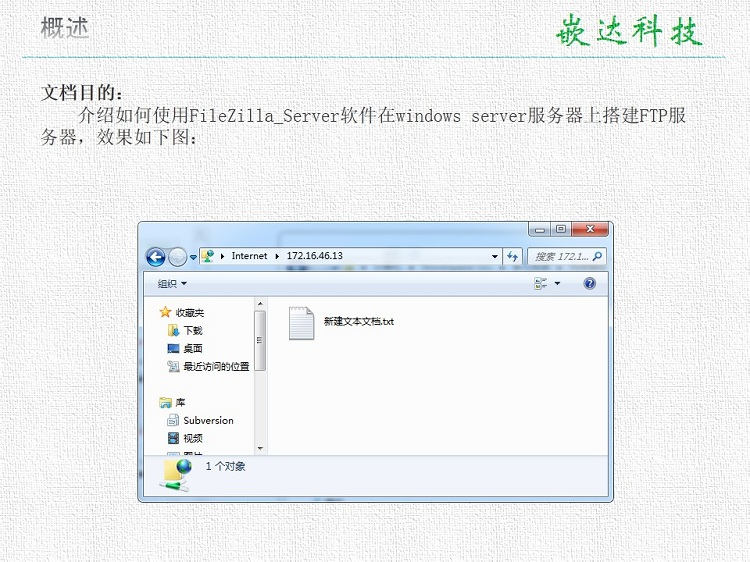 概述
嵌达科技
文档目的：
介绍如何使用FileZilla_Server软件在windows server服务器上搭建FTP服
务器，效果如下图：
Internet 172.16.46.13
搜索 172.1...
组织
收藏夹
下载
桌面
最近访问的位置
库
Subversion
视频
新建文本文档.txt
1 个对象